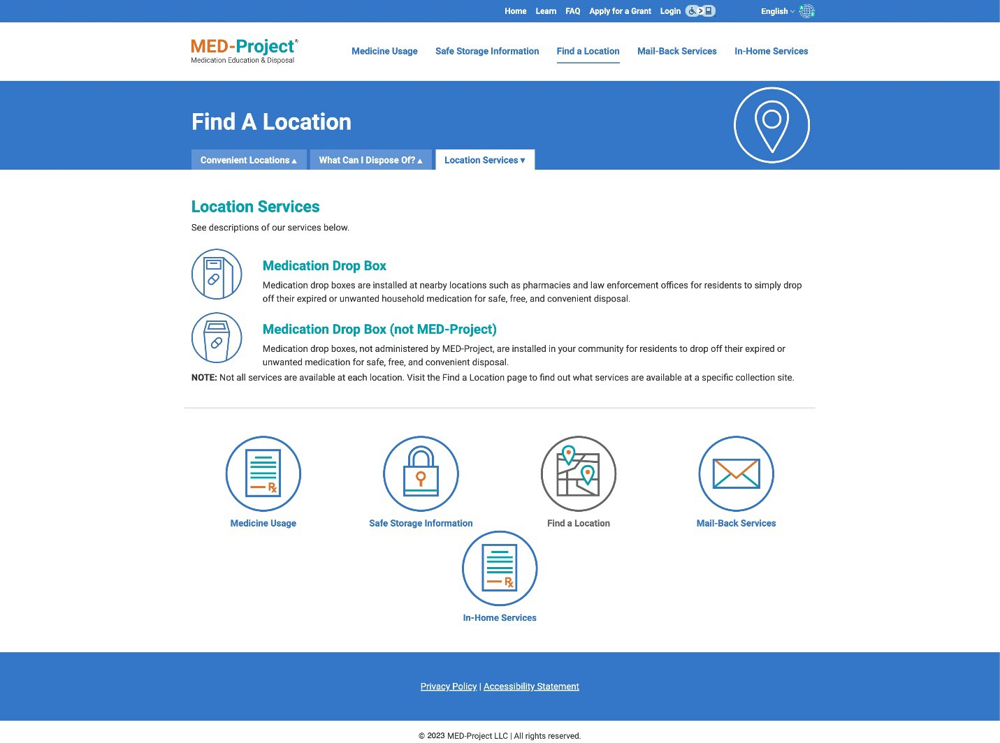 Home Learn FAQ Apply for a Grant Login English
MED-Project®
Medication Education & Disposal
Medicine Usage Safe Storage Information Find a Location Mail-Back Services In-Home Services
Find A Location
Convenient Locations ▲ What Can I Dispose Of? ▲ Location Services ▼
Location Services
See descriptions of our services below.
Medication Drop Box
Medication drop boxes are installed at nearby locations such as pharmacies and law enforcement offices for residents to simply drop
off their expired or unwanted household medication for safe, free, and convenient disposal.
Medication Drop Box (not MED-Project)
Medication drop boxes, not administered by MED-Project, are installed in your community for residents to drop off their expired or
unwanted medication for safe, free, and convenient disposal.
NOTE: Not all services are available at each location. Visit the Find a Location page to find out what services are available at a specific collection site.
Rx
Medicine Usage Safe Storage Information Find a Location Mail-Back Services
Rx
In-Home Services
Privacy Policy | Accessibility Statement
© 2023 MED-Project LLC | All rights reserved.